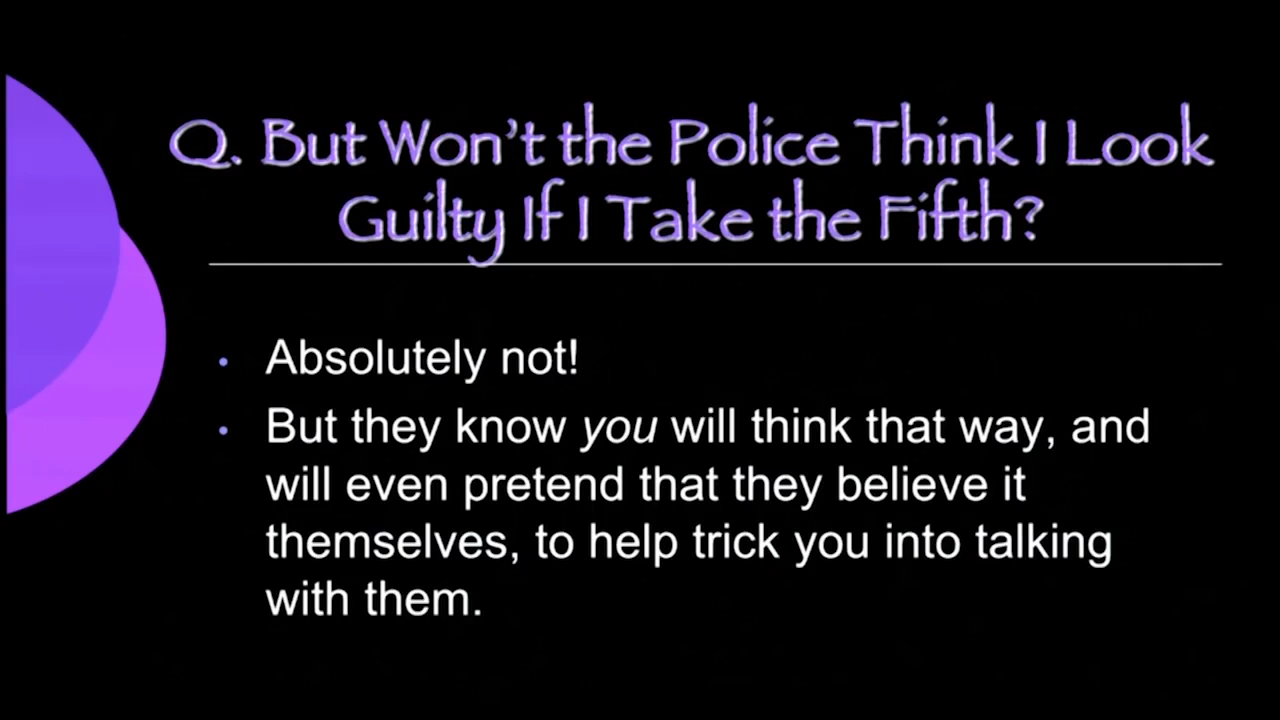 Q. But Won't the Police Think I Look
Guilty If I Take the Fifth?
• Absolutely not!
• But they know you will think that way, and
will even pretend that they believe it
themselves, to help trick you into talking
with them.